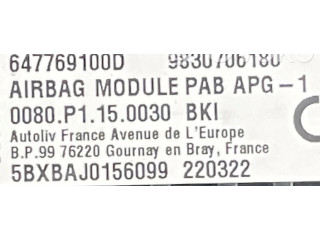 647769100D 9830706180
AIRBAG MODULE PAB APG-1
0080.P1.15.0030 BKI
Autoliv France Avenue de L'Europe
B.P.99 76220 Gournay en Bray, France
5BXBAJ0156099 220322